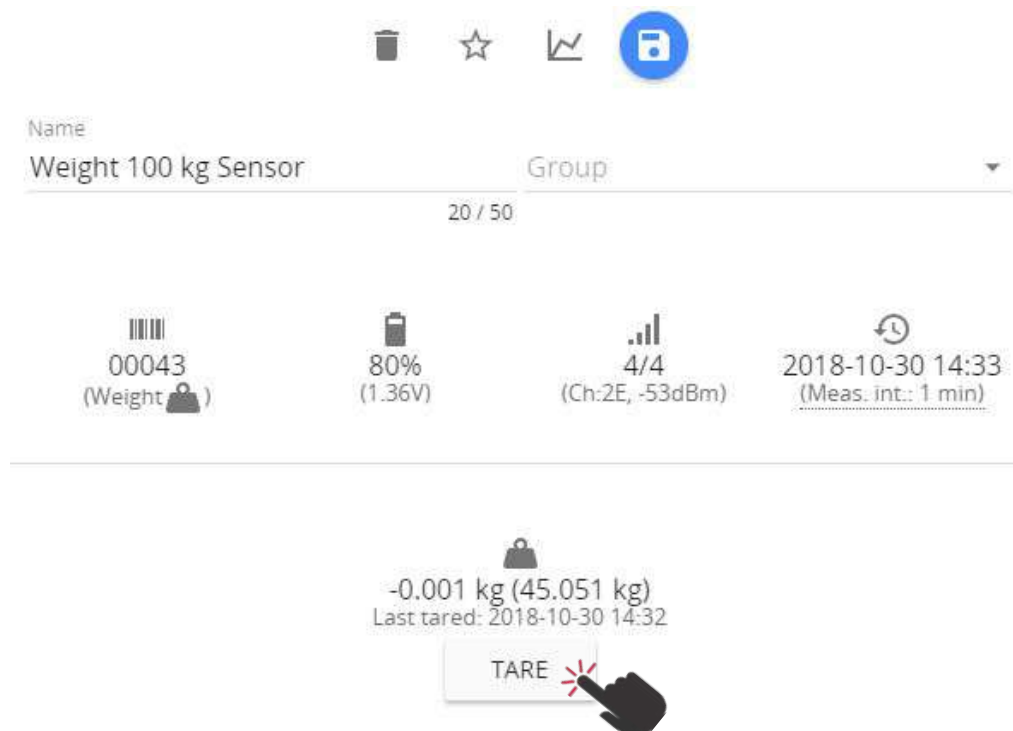 Name
Weight 100 kg Sensor
Group
20 / 50
00043
(Weight )
80%
(1.36V)
4/4
(Ch:2E, -53dBm)
2018-10-30 14:33
(Meas. int.: 1 min)
-0.001 kg (45.051 kg)
Last tared: 2018-10-30 14:32
TARE